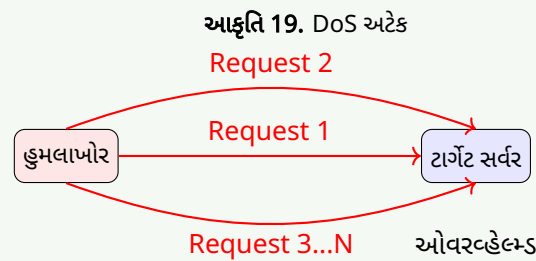 આકૃતિ 19. DoS અટેક
Request 2
Request 1
હુમલાખોર
ટાર્ગેટ સર્વર
Request 3...N
ઓવરવ્હેલ્મ્ડ